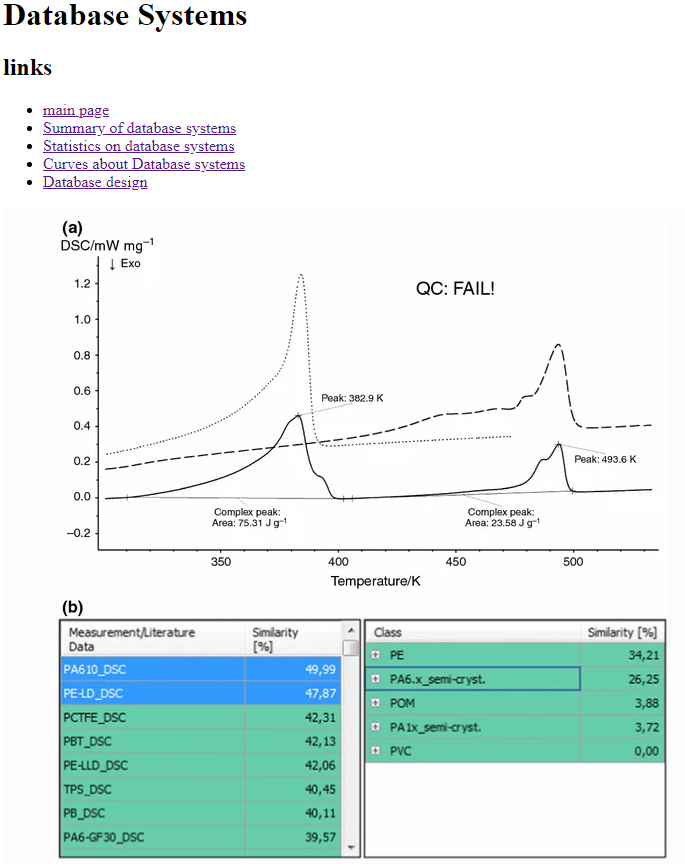 Database Systems
links
main page
Summary of database systems
Statistics on database systems
Curves about Database systems
Database design
(a)
DSC/mW mg⁻¹
↓ Exo
QC: FAIL!
1.2
1.0
0.8
0.6
0.4
0.2
0.0
−0.2
Peak: 382.9 K
Peak: 493.6 K
Complex peak:
Area: 75.31 J g⁻¹
Complex peak:
Area: 23.58 J g⁻¹
350 400 450 500
Temperature/K
(b)
Measurement/Literature
Data
Similarity
[%]
PA610_DSC 49,99
PE-LD_DSC 47,87
PCTFE_DSC 42,31
PBT_DSC 42,13
PE-LLD_DSC 42,06
TPS_DSC 40,45
PB_DSC 40,11
PA6-GF30_DSC 39,57
Class Similarity [%]
PE 34,21
PA6.x_semi-cryst. 26,25
POM 3,88
PA1x_semi-cryst. 3,72
PVC 0,00